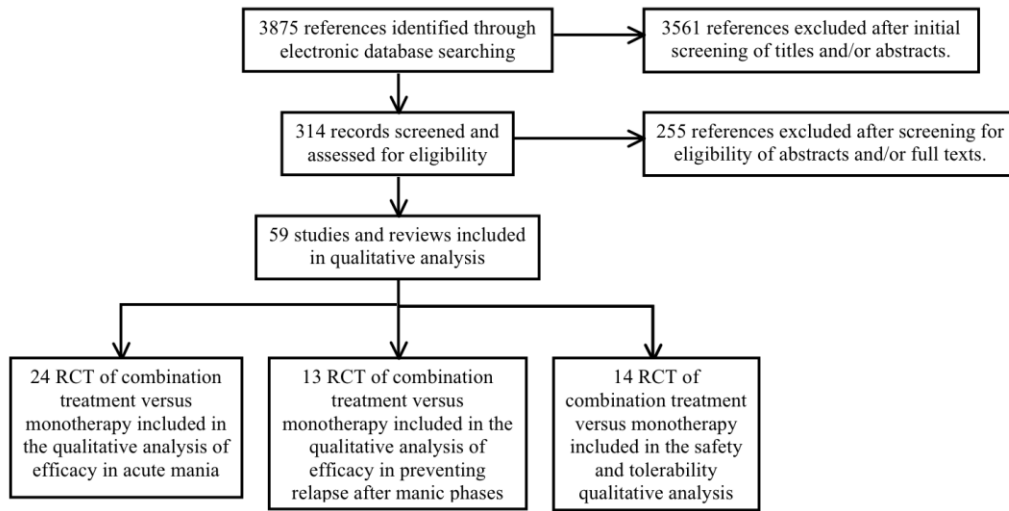 3875 references identified through
electronic database searching
3561 references excluded after initial
screening of titles and/or abstracts.
314 records screened and
assessed for eligibility
255 references excluded after screening for
eligibility of abstracts and/or full texts.
59 studies and reviews included
in qualitative analysis
24 RCT of combination
treatment versus
monotherapy included in
the qualitative analysis of
efficacy in acute mania
13 RCT of combination
treatment versus
monotherapy included in the
qualitative analysis of
efficacy in preventing
relapse after manic phases
14 RCT of
combination treatment
versus monotherapy
included in the safety
and tolerability
qualitative analysis